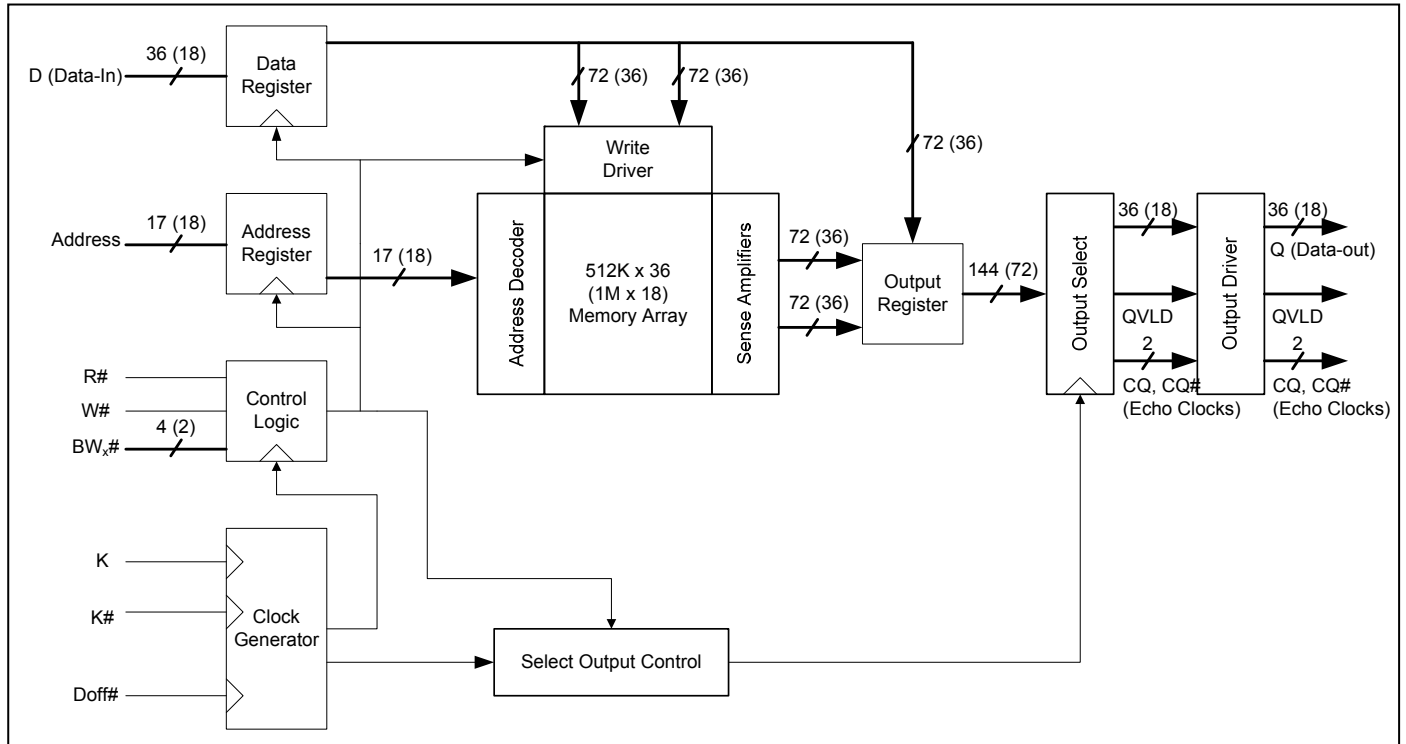 36 (18)
D (Data-In)
Data
Register
72 (36)
72 (36)
72 (36)
Write
Driver
17 (18)
Address
Address
Register
17 (18)
Address Decoder
512K x 36
(1M x 18)
Memory Array
Sense Amplifiers
72 (36)
72 (36)
Output
Register
144 (72)
Output Select
36 (18)
QVLD
2
CQ, CQ#
(Echo Clocks)
Output Driver
36 (18)
Q (Data-out)
QVLD
2
CQ, CQ#
(Echo Clocks)
R#
W#
4 (2)
BWx#
Control
Logic
K
K#
Doff#
Clock
Generator
Select Output Control